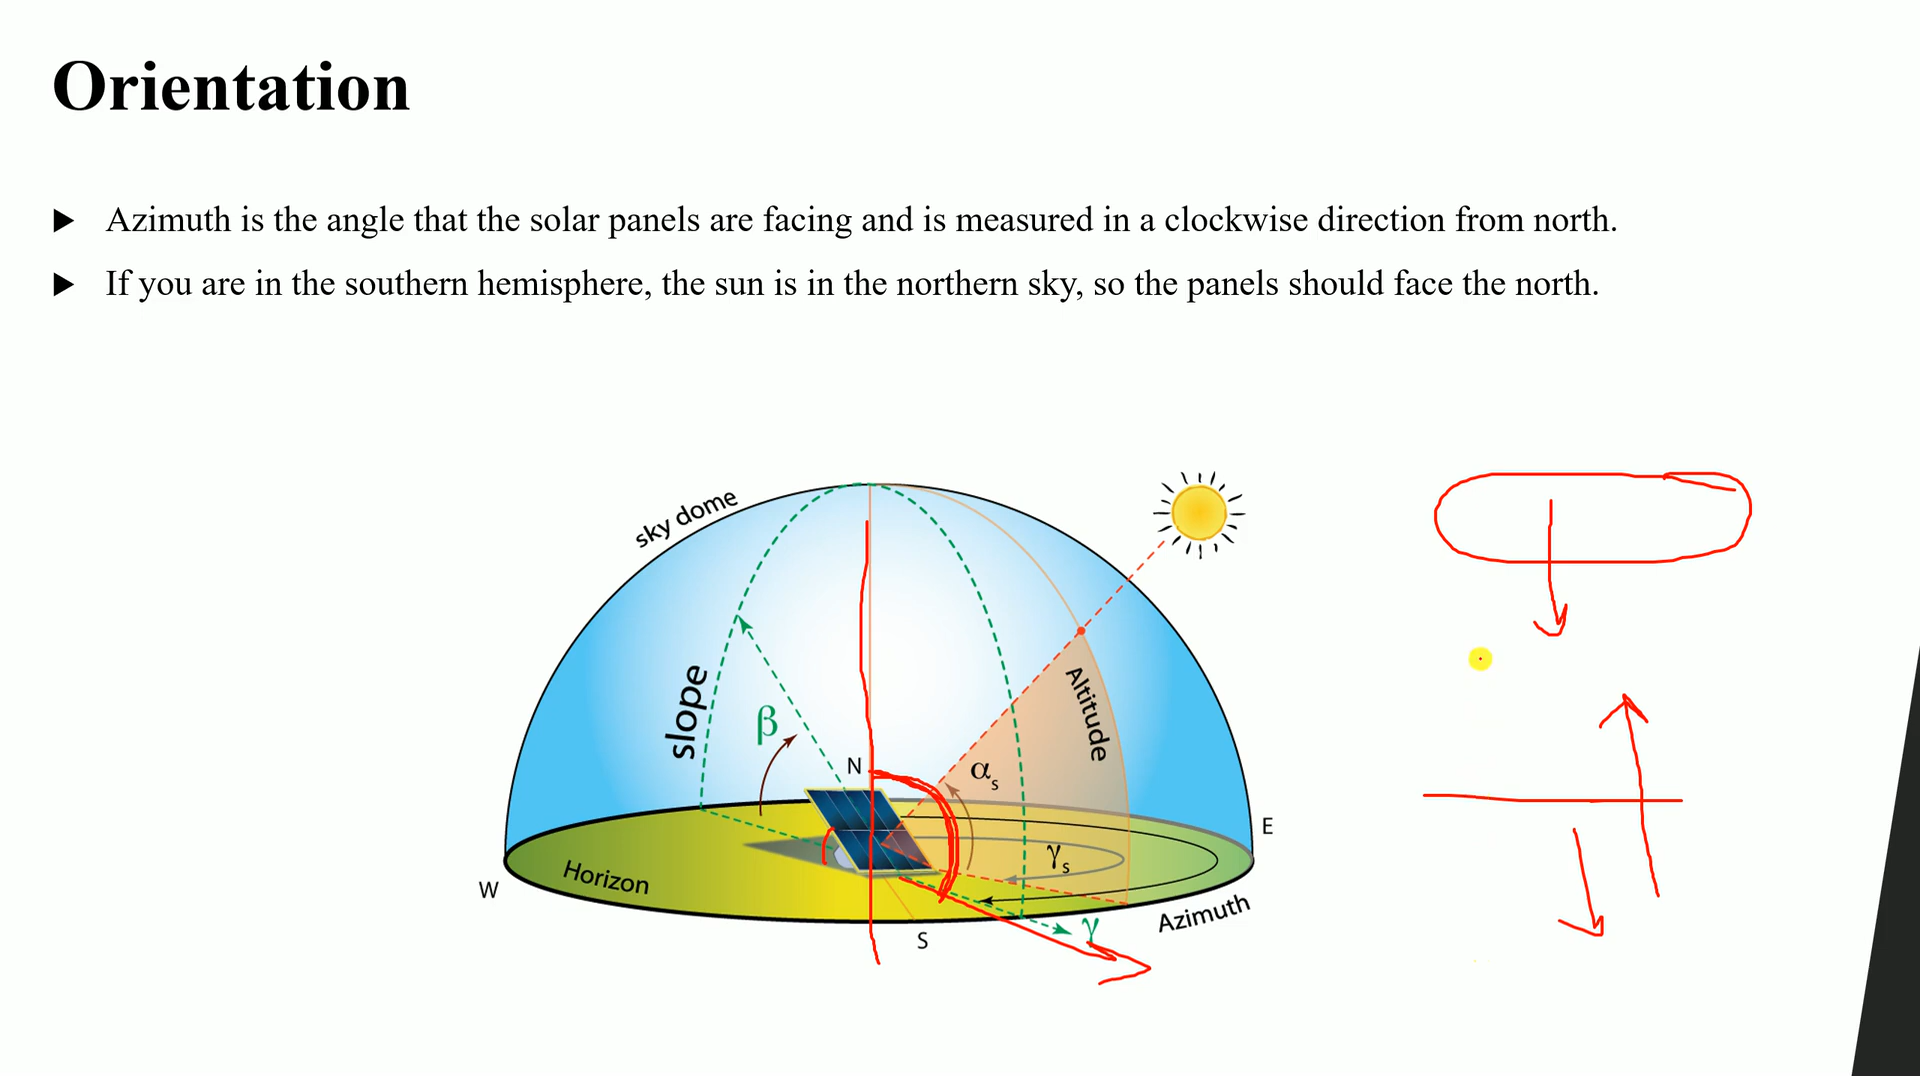 Orientation
Azimuth is the angle that the solar panels are facing and is measured in a clockwise direction from north.
If you are in the southern hemisphere, the sun is in the northern sky, so the panels should face the north.
sky dome
slope
β
Altitude
N
αs
E
γs
Horizon
W
Azimuth
γ
S